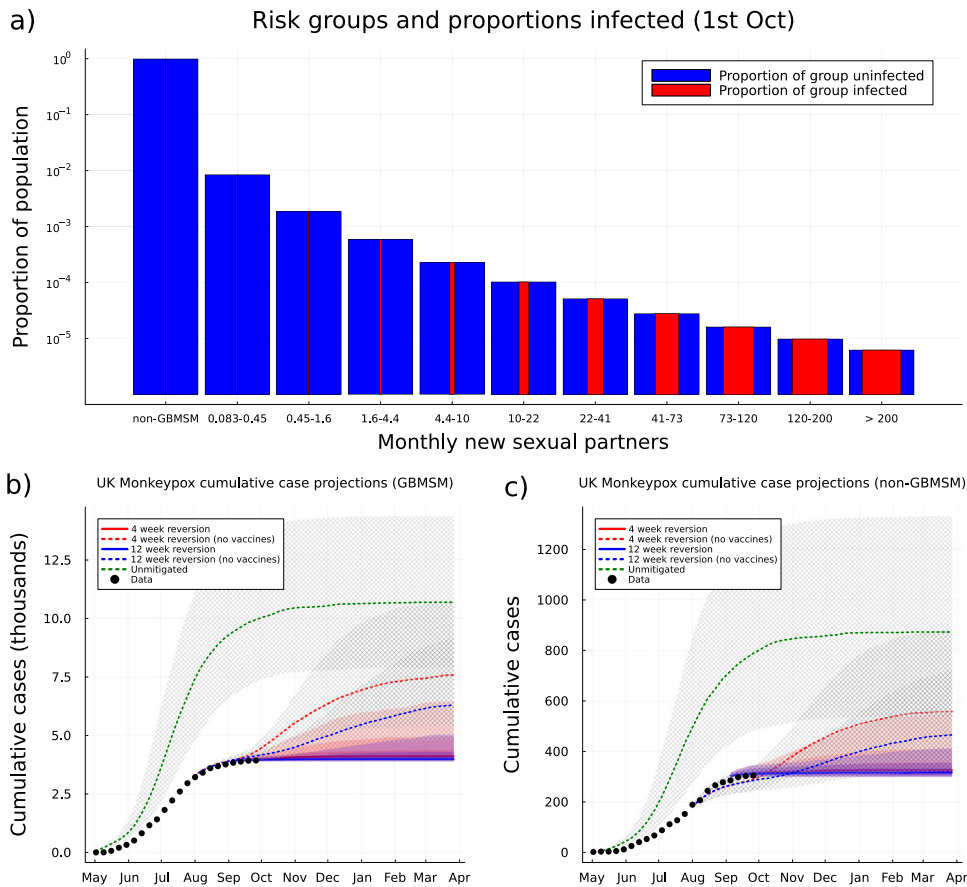 a)
Risk groups and proportions infected (1st Oct)
Proportion of population
10^0
10^-1
10^-2
10^-3
10^-4
10^-5
Proportion of group uninfected
Proportion of group infected
non-GBMSM 0.083-0.45 0.45-1.6 1.6-4.4 4.4-10 10-22 22-41 41-73 73-120 120-200 > 200
Monthly new sexual partners
b)
UK Monkeypox cumulative case projections (GBMSM)
Cumulative cases (thousands)
12.5
10.0
7.5
5.0
2.5
0.0
4 week reversion
4 week reversion (no vaccines)
12 week reversion
12 week reversion (no vaccines)
Unmitigated
Data
May Jun Jul Aug Sep Oct Nov Dec Jan Feb Mar Apr
c)
UK Monkeypox cumulative case projections (non-GBMSM)
Cumulative cases
1200
1000
800
600
400
200
0
4 week reversion
4 week reversion (no vaccines)
12 week reversion
12 week reversion (no vaccines)
Unmitigated
Data
May Jun Jul Aug Sep Oct Nov Dec Jan Feb Mar Apr